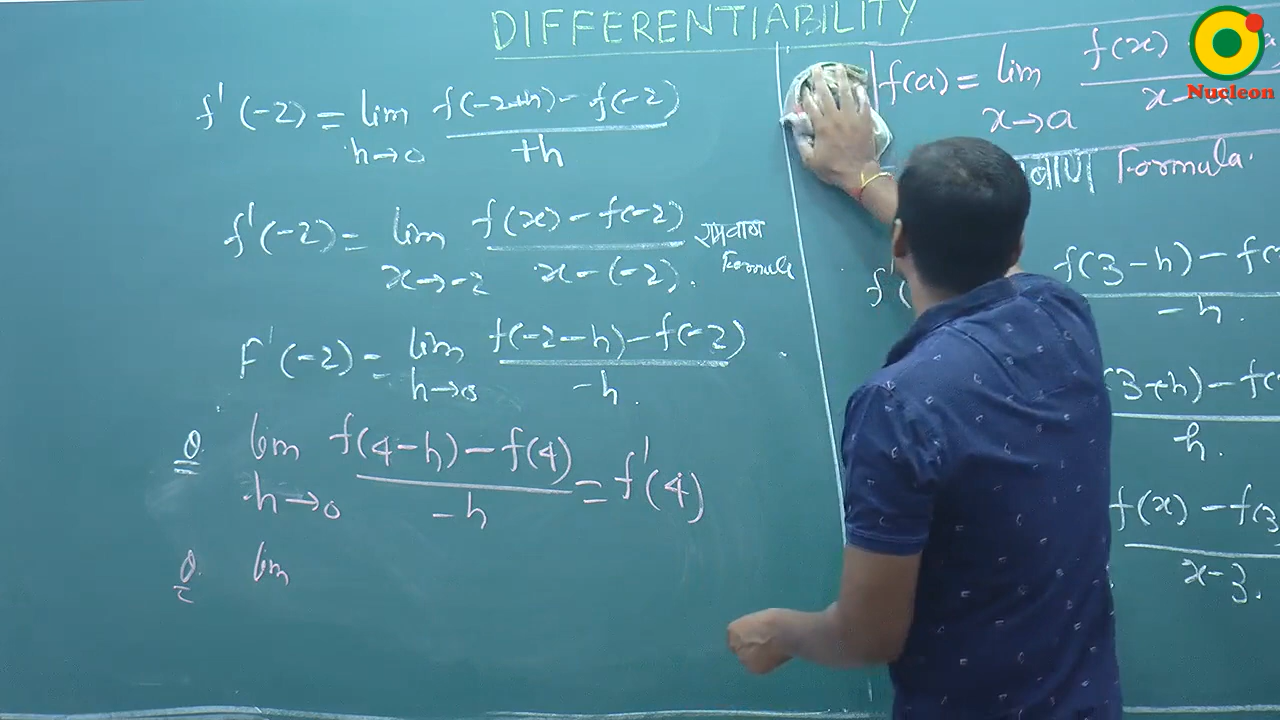 DIFFERENTIABILITY
f'(-2) = lim h→0 f(-2+h) - f(-2) / +h
f'(-2) = lim x→-2 f(x) - f(-2) / x-(-2). रामबाण Formula
F'(-2) = lim h→0 f(-2-h) - f(-2) / -h.
Q. lim h→0 f(4-h) - f(4) / -h = f'(4)
Q. lim
f(a) = lim x→a f(x) / x-a
Formula.
f( f(3-h) - f(3 / -h.
(3+h) - f( / h.
f(x) - f(3 / x-3.
Nucleon